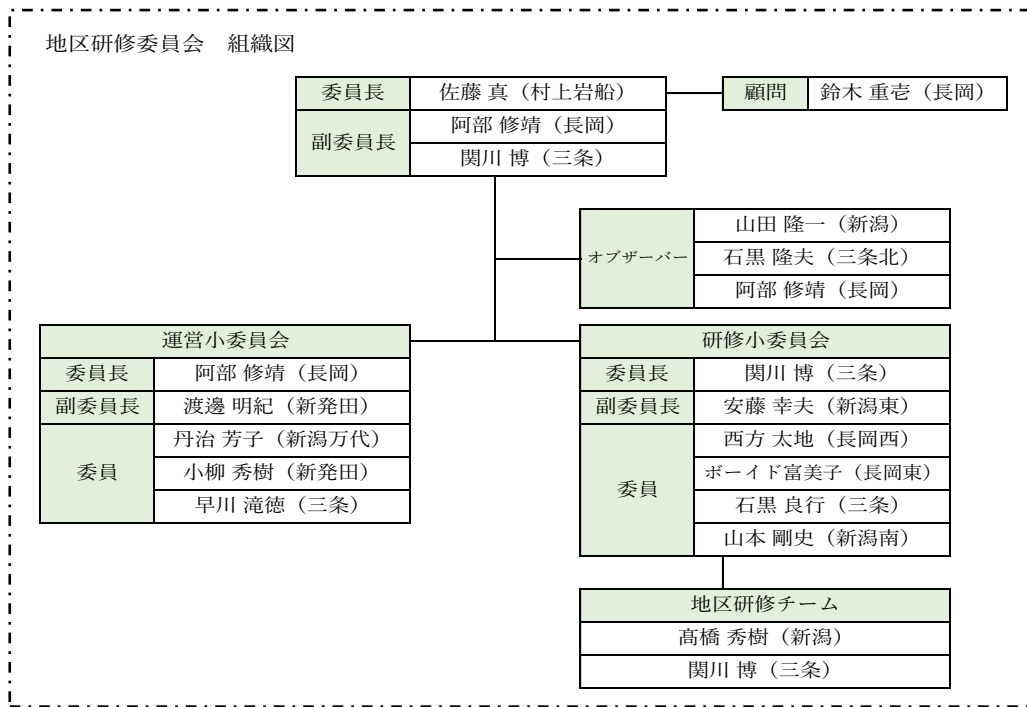 地区研修委員会　組織図
委員長 佐藤 真（村上岩船）
顧問 鈴木 重壱（長岡）
副委員長 阿部 修靖（長岡）
関川 博（三条）
オブザーバー 山田 隆一（新潟）
石黒 隆夫（三条北）
阿部 修靖（長岡）
運営小委員会
委員長 阿部 修靖（長岡）
副委員長 渡邊 明紀（新発田）
委員 丹治 芳子（新潟万代）
小柳 秀樹（新発田）
早川 滝徳（三条）
研修小委員会
委員長 関川 博（三条）
副委員長 安藤 幸夫（新潟東）
委員 西方 太地（長岡西）
ボーイド富美子（長岡東）
石黒 良行（三条）
山本 剛史（新潟南）
地区研修チーム
髙橋 秀樹（新潟）
関川 博（三条）